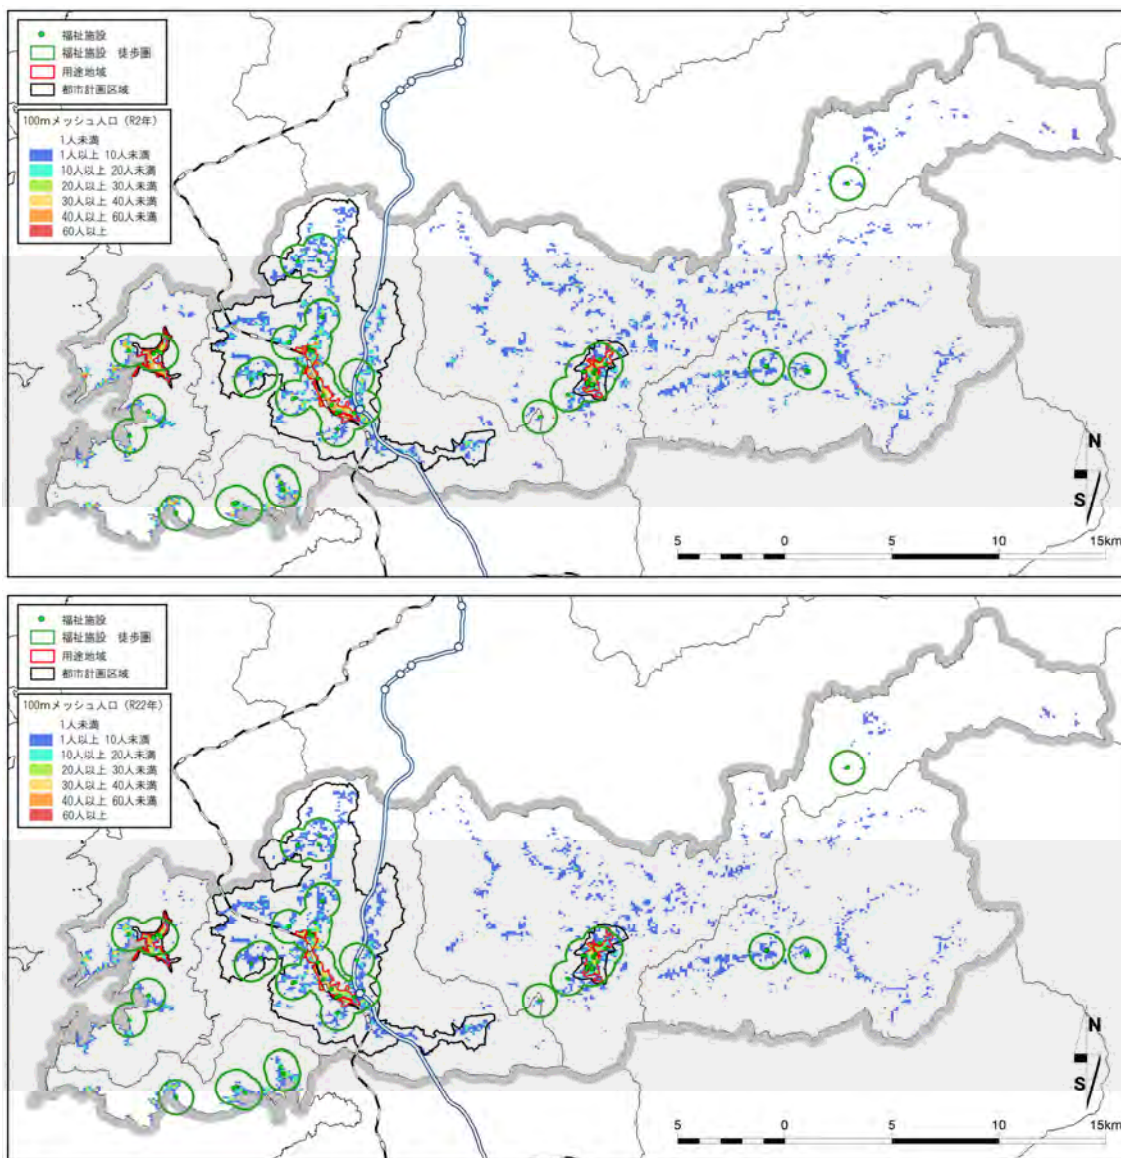 福祉施設
福祉施設 徒歩圏
用途地域
都市計画区域
100mメッシュ人口（R2年）
1人未満
1人以上 10人未満
10人以上 20人未満
20人以上 30人未満
30人以上 40人未満
40人以上 60人未満
60人以上
N
S
5 0 5 10 15km
福祉施設
福祉施設 徒歩圏
用途地域
都市計画区域
100mメッシュ人口（R22年）
1人未満
1人以上 10人未満
10人以上 20人未満
20人以上 30人未満
30人以上 40人未満
40人以上 60人未満
60人以上
N
S
5 0 5 10 15km